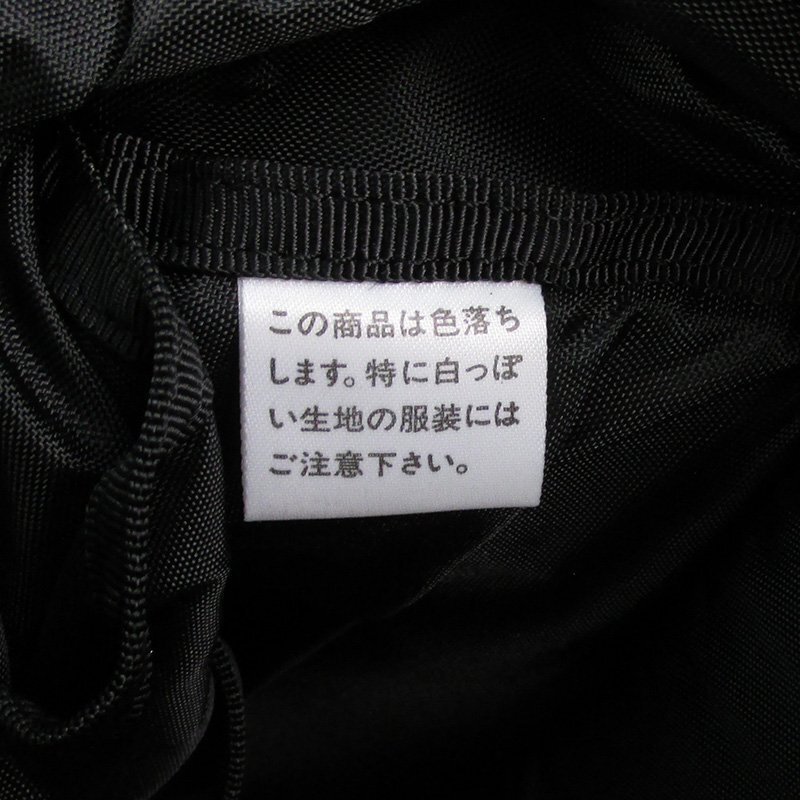 この商品は色落ち
します。特に白っぽ
い生地の服装には
ご注意下さい。